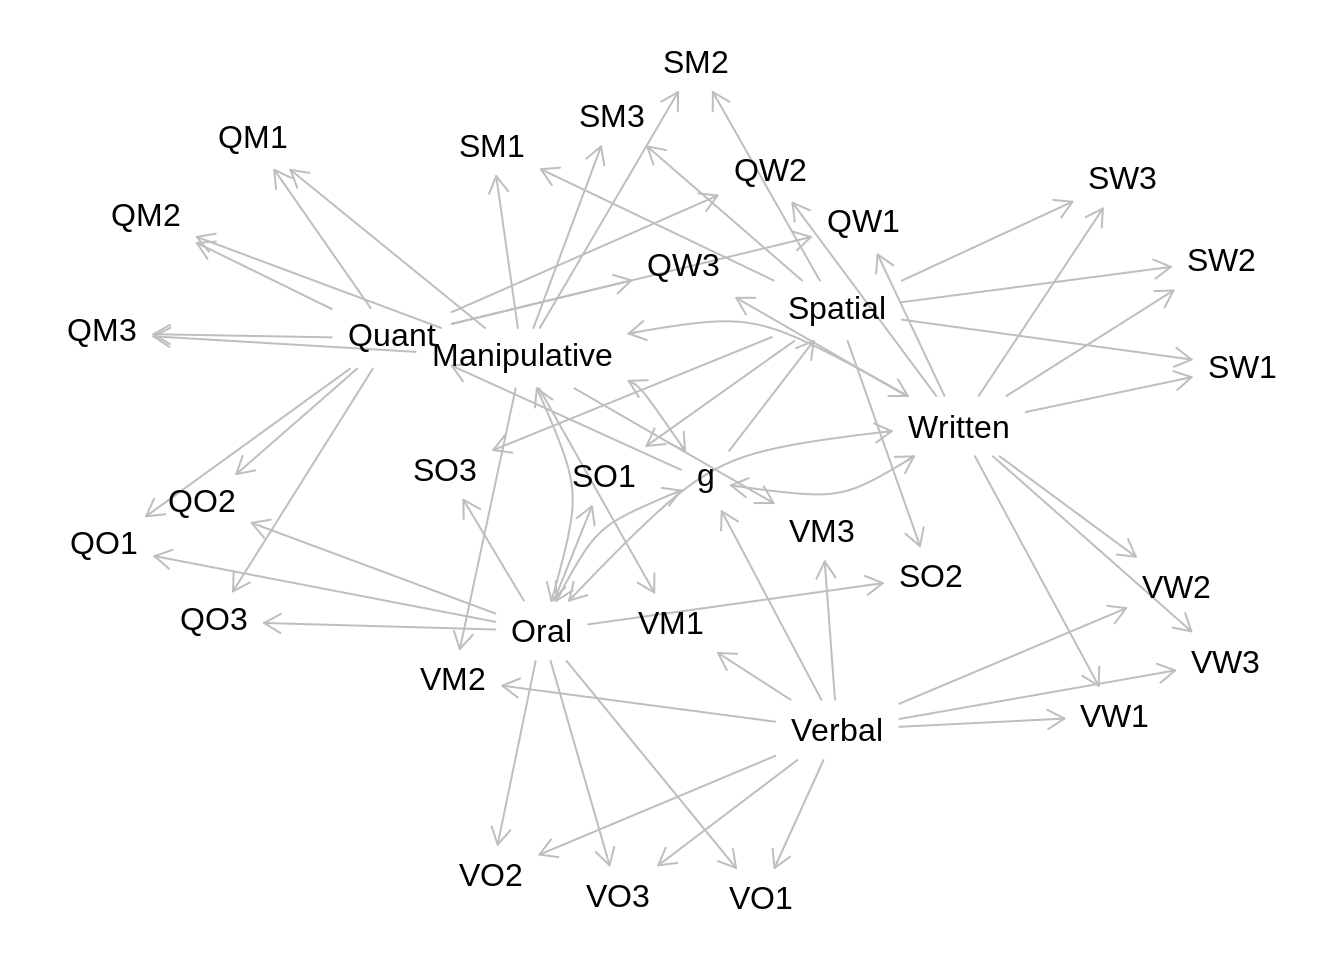 SM2
SM3
QM1
SM1
QW2
SW3
QM2
QW1
SW2
QW3
Spatial
QM3
Quant
Manipulative
SW1
Written
SO3
SO1
g
QO2
VM3
QO1
SO2
VW2
QO3
Oral
VM1
VW3
VM2
VW1
Verbal
VO2
VO3
VO1